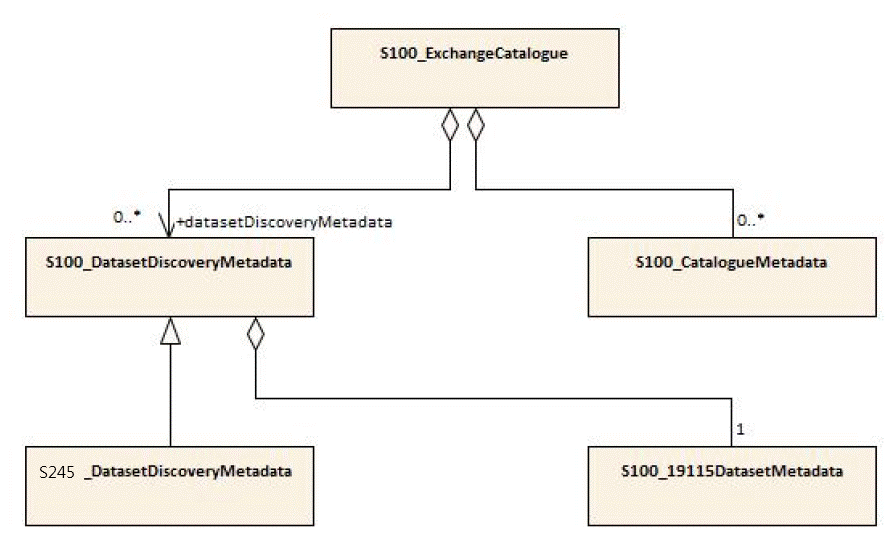 S100_ExchangeCatalogue
0..*
+datasetDiscoveryMetadata
0..*
S100_DatasetDiscoveryMetadata
S100_CatalogueMetadata
1
S245 _DatasetDiscoveryMetadata
S100_19115DatasetMetadata